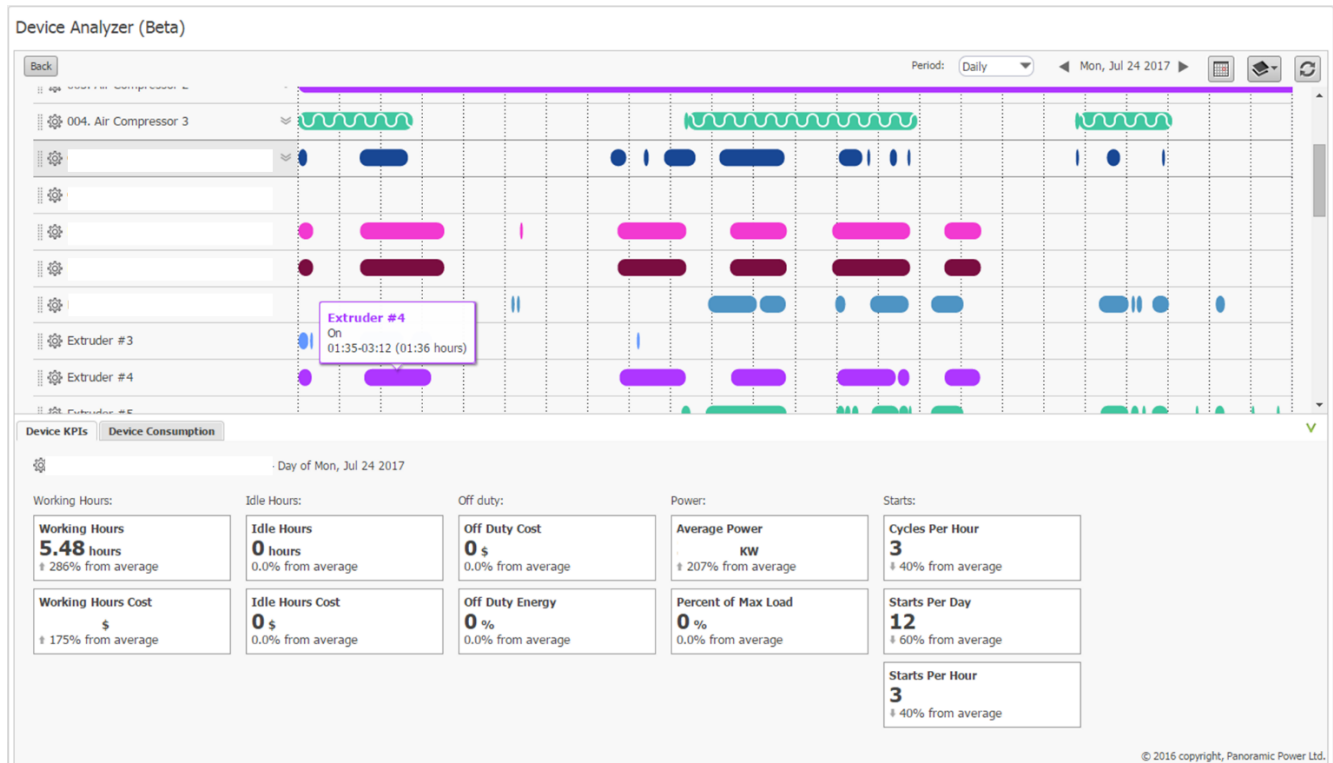 Device Analyzer (Beta)
Back
Period: Daily Mon, Jul 24 2017
004. Air Compressor 3
Extruder #4
On
01:35-03:12 (01:36 hours)
Extruder #3
Extruder #4
Extruder #5
Device KPIs Device Consumption
- Day of Mon, Jul 24 2017
Working Hours: Idle Hours: Off duty: Power: Starts:
Working Hours Idle Hours Off Duty Cost Average Power Cycles Per Hour
5.48 hours 0 hours 0 $ KW 3
286% from average 0.0% from average 0.0% from average 207% from average 40% from average
Working Hours Cost Idle Hours Cost Off Duty Energy Percent of Max Load Starts Per Day
$ 0 $ 0 % 0 % 12
175% from average 0.0% from average 0.0% from average 0.0% from average 60% from average
Starts Per Hour
3
40% from average
© 2016 copyright, Panoramic Power Ltd.